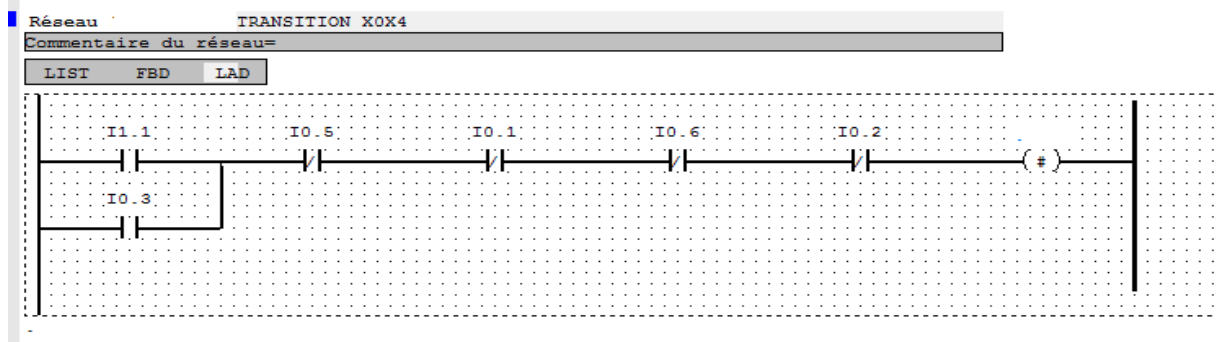 Réseau TRANSITION X0X4
Commentaire du réseau=
LIST FBD LAD
I1.1 I0.5 I0.1 I0.6 I0.2
/ / / / ( # )
I0.3